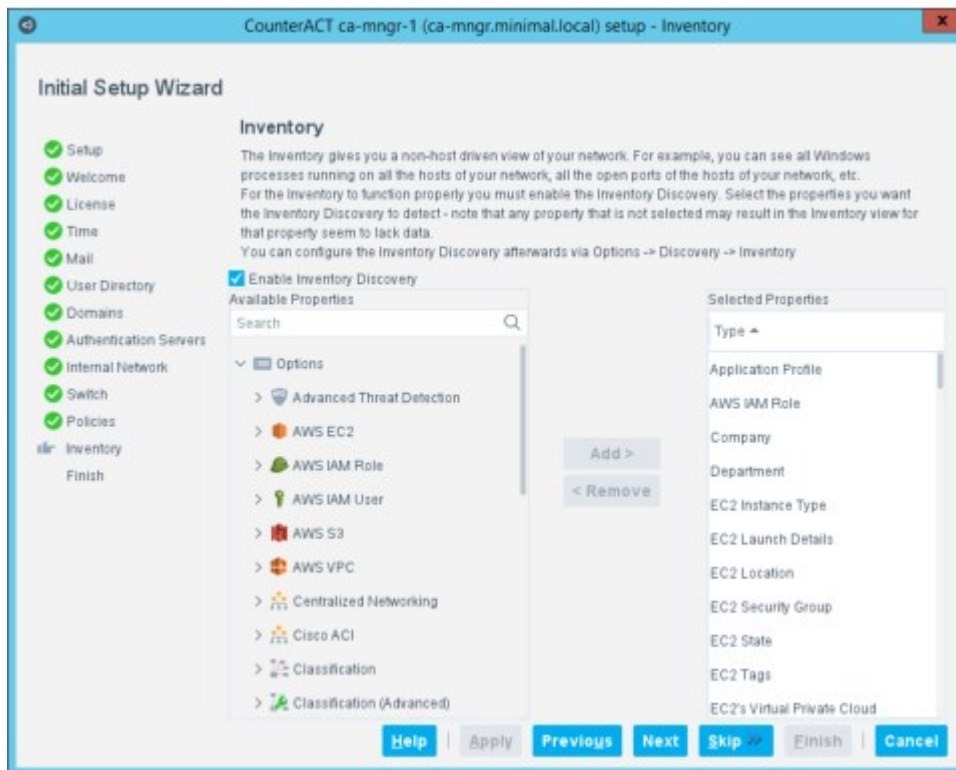 CounterACT ca-mngr-1 (ca-mngr.minimal.local) setup - Inventory
x
Initial Setup Wizard
Setup
Welcome
License
Time
Mail
User Directory
Domains
Authentication Servers
Internal Network
Switch
Policies
Inventory
Finish
Inventory
The Inventory gives you a non-host driven view of your network. For example, you can see all Windows
processes running on all the hosts of your network, all the open ports of the hosts of your network, etc.
For the Inventory to function properly you must enable the Inventory Discovery. Select the properties you want
the Inventory Discovery to detect - note that any property that is not selected may result in the Inventory view for
that property seem to lack data.
You can configure the Inventory Discovery afterwards via Options -> Discovery -> Inventory
Enable Inventory Discovery
Available Properties
Search
Options
Advanced Threat Detection
AWS EC2
AWS IAM Role
AWS IAM User
AWS S3
AWS VPC
Centralized Networking
Cisco ACI
Classification
Classification (Advanced)
Add >
< Remove
Selected Properties
Type
Application Profile
AWS IAM Role
Company
Department
EC2 Instance Type
EC2 Launch Details
EC2 Location
EC2 Security Group
EC2 State
EC2 Tags
EC2's Virtual Private Cloud
Help
Apply
Previous
Next
Skip
Finish
Cancel